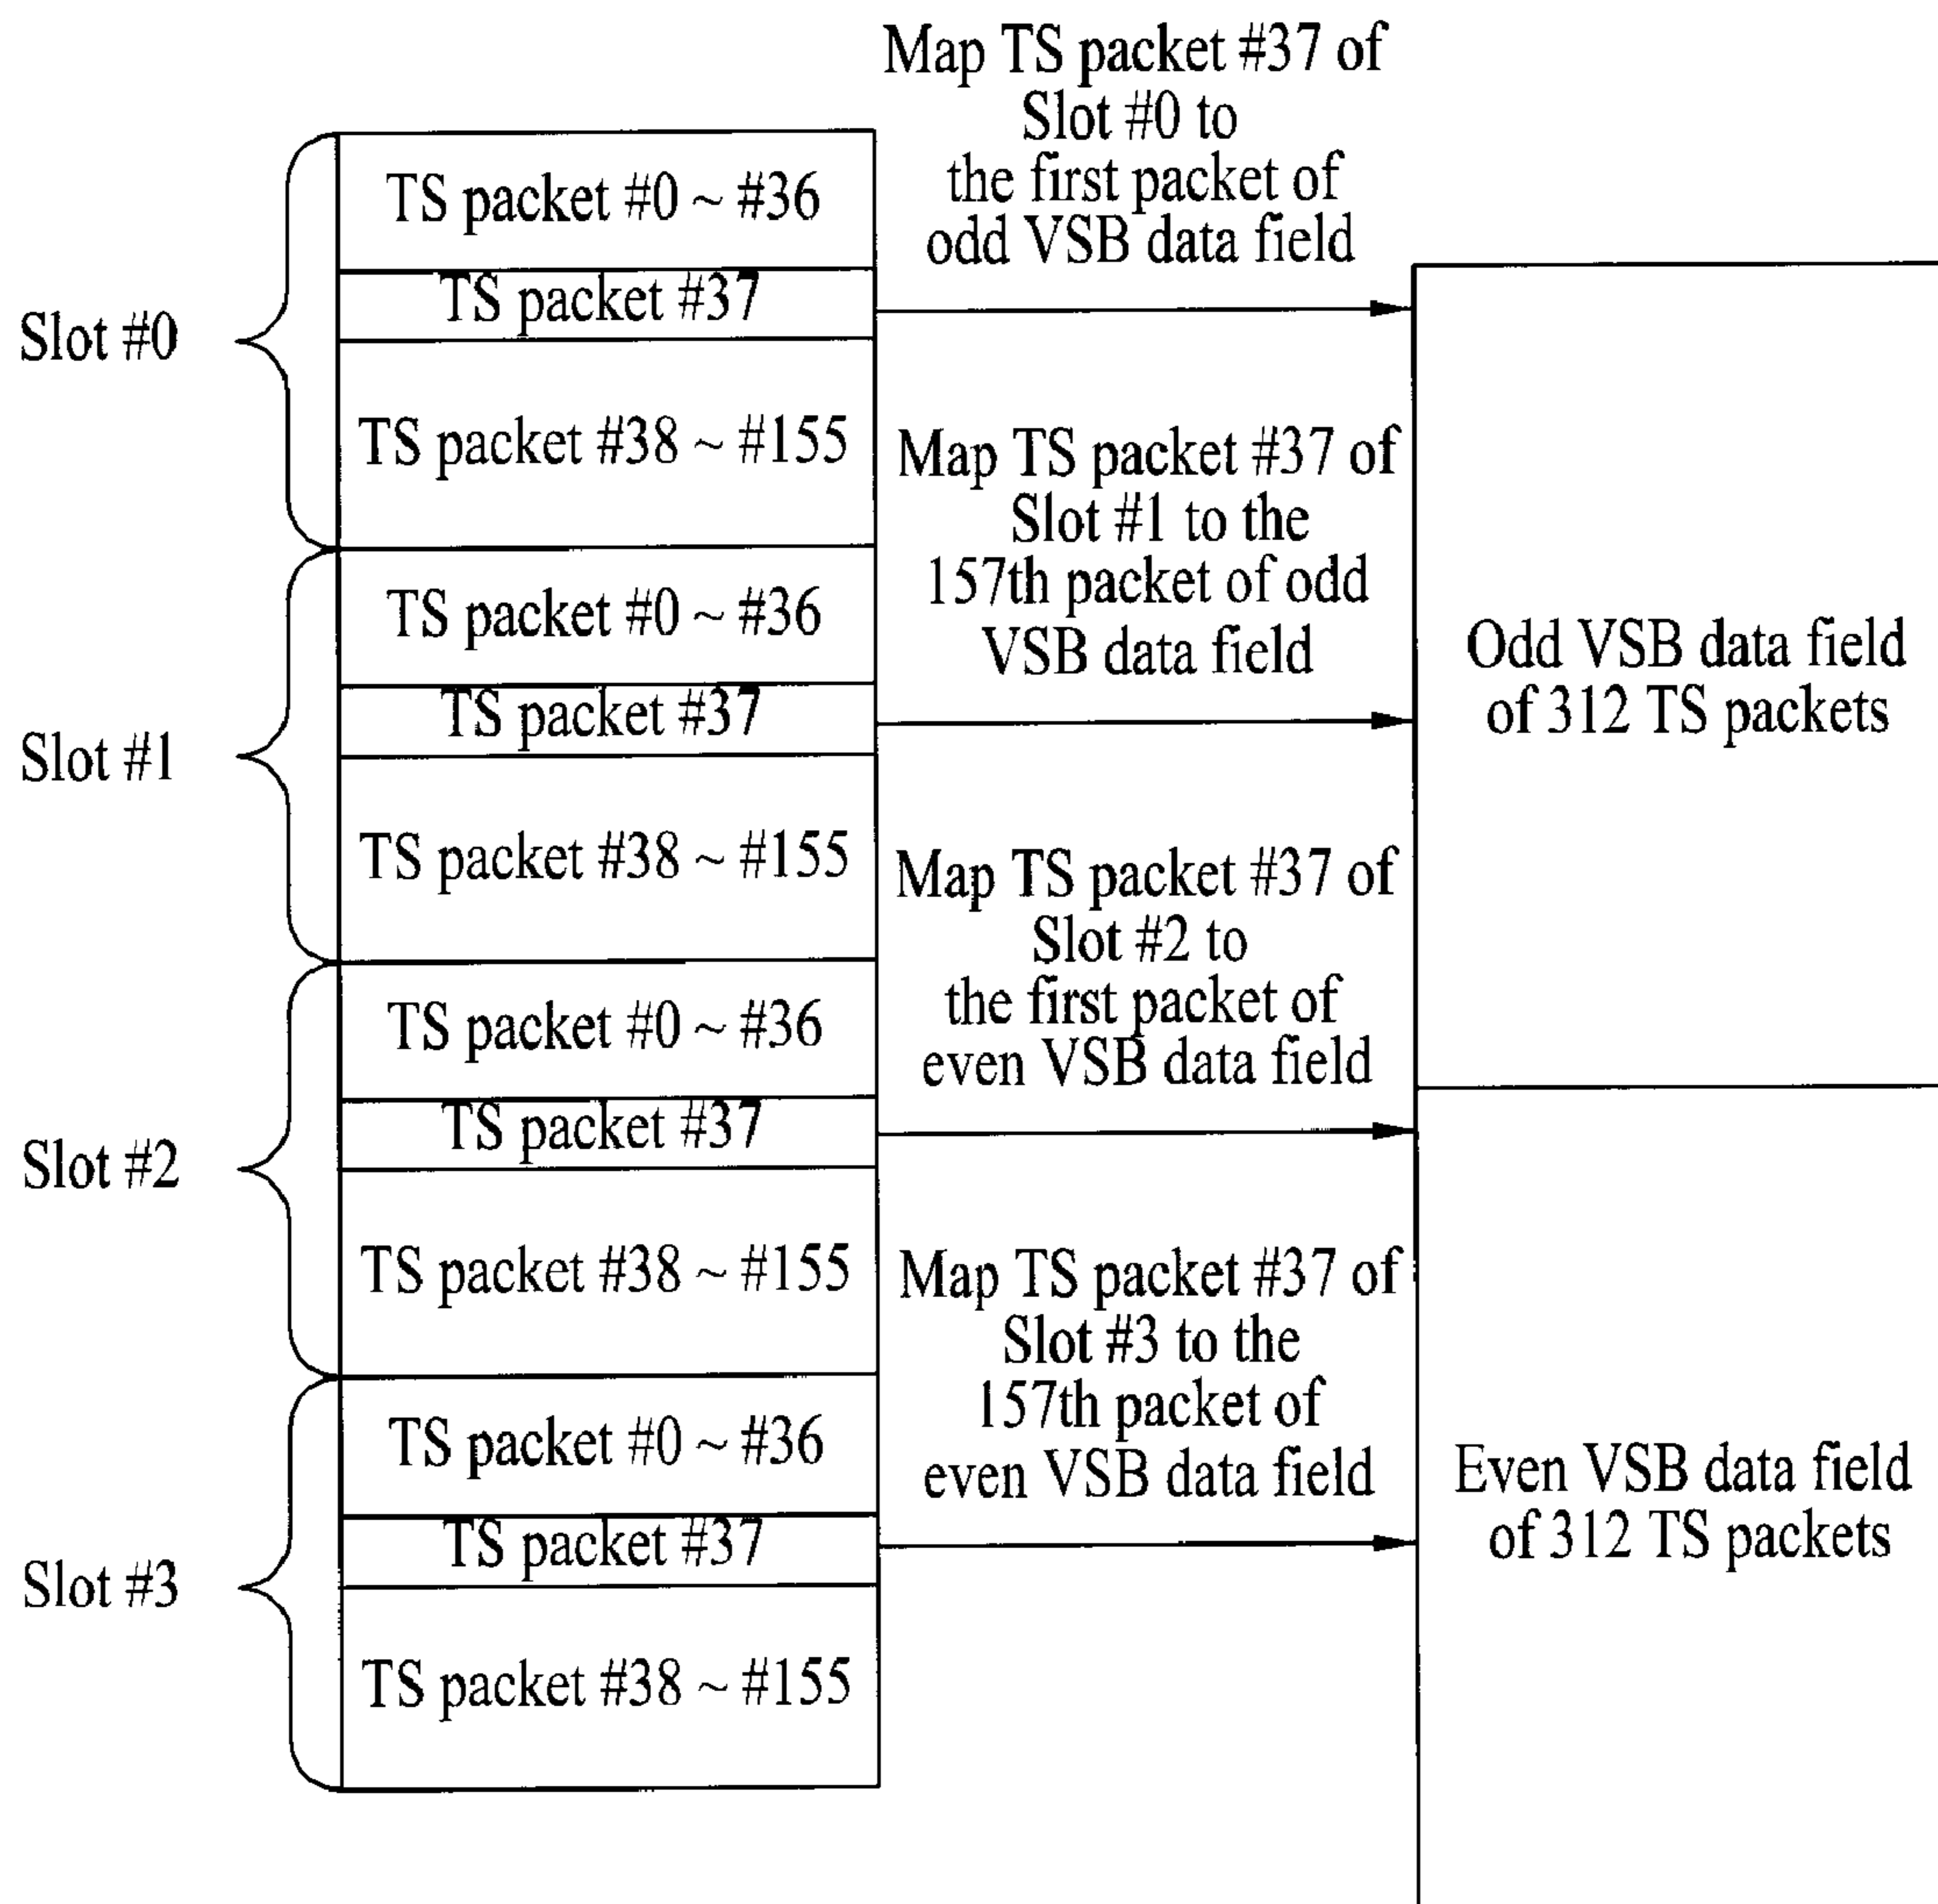 Map TS packet #37 of
Slot #0 to
the first packet of
odd VSB data field
TS packet #0 ~ #36
TS packet #37
Slot #0
TS packet #38 ~ #155
Map TS packet #37 of
Slot #1 to the
157th packet of odd
VSB data field
TS packet #0 ~ #36
Odd VSB data field
of 312 TS packets
TS packet #37
Slot #1
TS packet #38 ~ #155
Map TS packet #37 of
Slot #2 to
the first packet of
even VSB data field
TS packet #0 ~ #36
TS packet #37
Slot #2
TS packet #38 ~ #155
Map TS packet #37 of
Slot #3 to the
157th packet of
even VSB data field
TS packet #0 ~ #36
Even VSB data field
of 312 TS packets
TS packet #37
Slot #3
TS packet #38 ~ #155